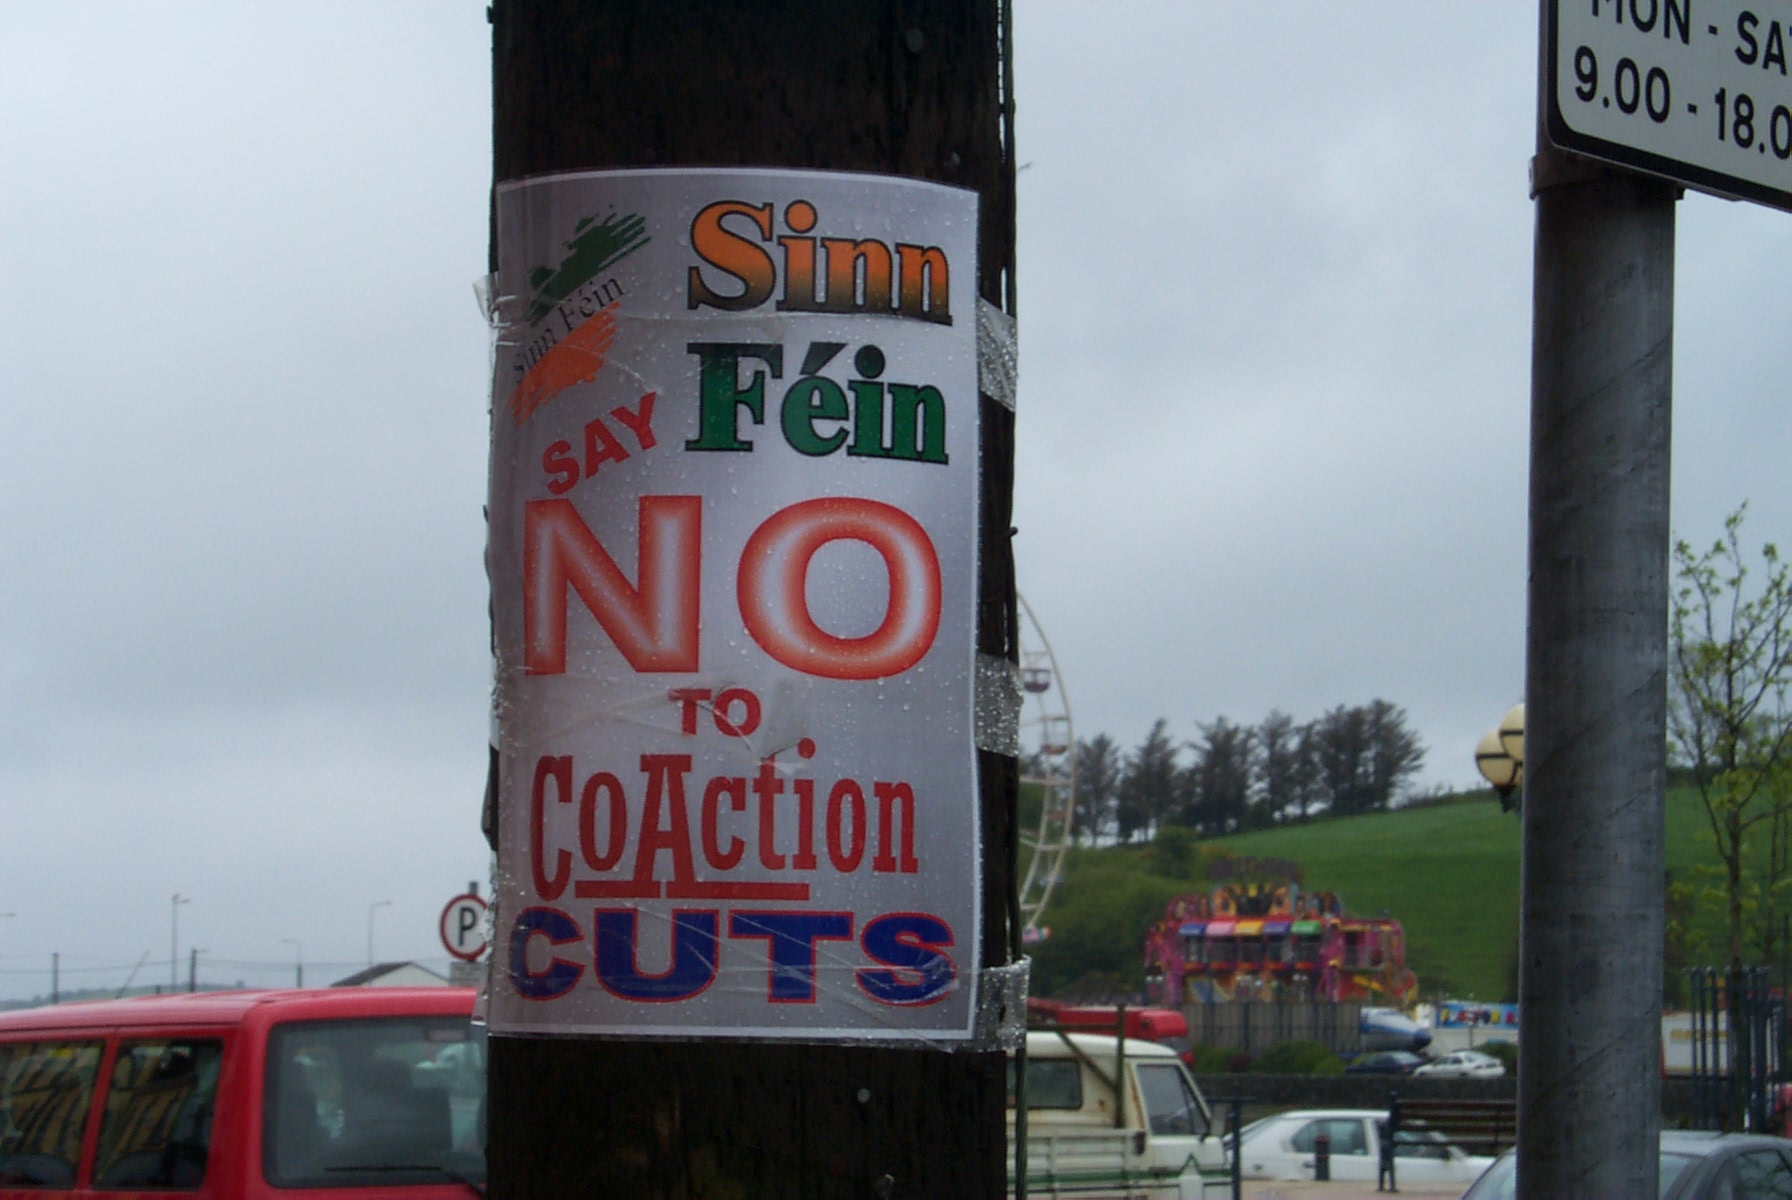 Sinn Féin
Sinn
Féin
SAY
NO
TO
CoAction
CUTS
MON - SA
9.00 - 18.0
P